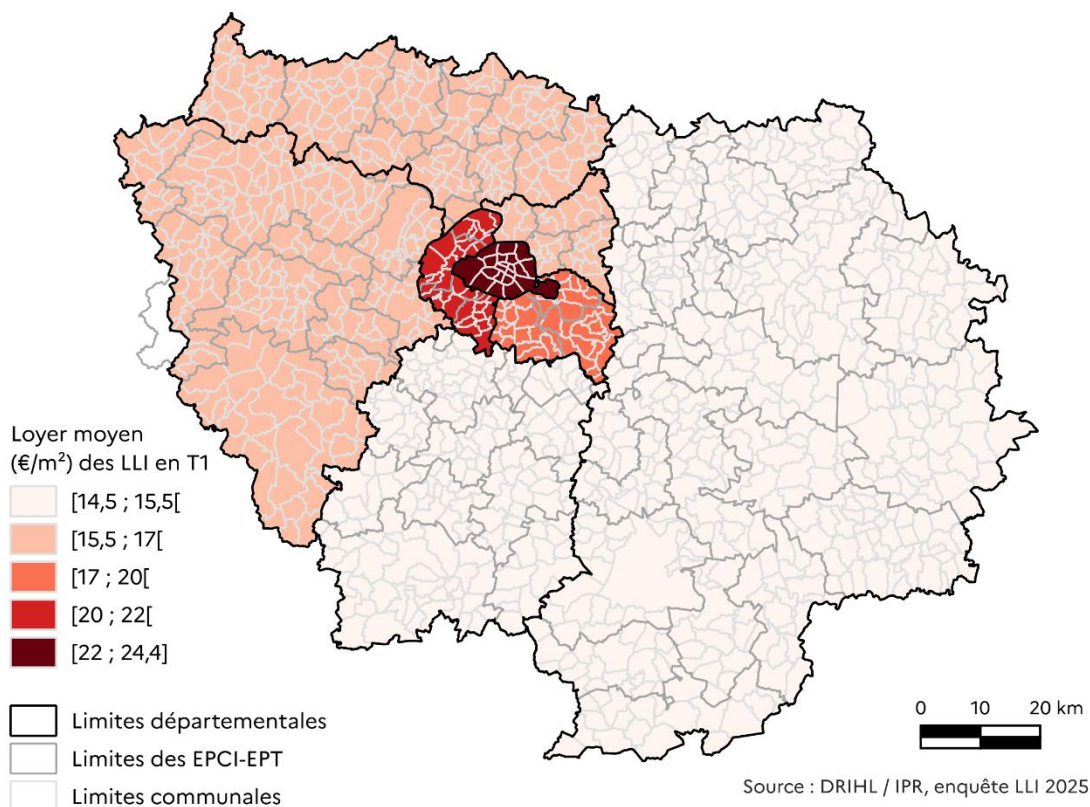 Loyer moyen
(€/m²) des LLI en T1
[14,5 ; 15,5[
[15,5 ; 17[
[17 ; 20[
[20 ; 22[
[22 ; 24,4]
Limites départementales
Limites des EPCI-EPT
Limites communales
0 10 20 km
Source : DRIHL / IPR, enquête LLI 2025